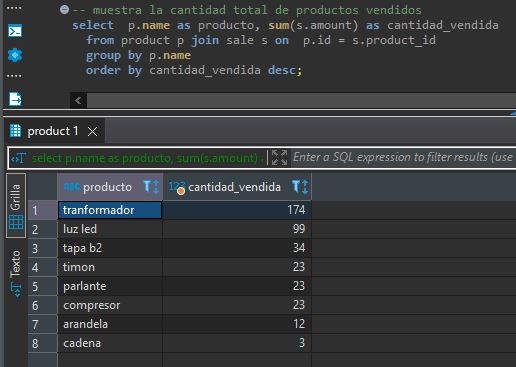 -- muestra la cantidad total de productos vendidos
select p.name as producto, sum(s.amount) as cantidad_vendida
from product p join sale s on p.id = s.product_id
group by p.name
order by cantidad_vendida desc;
product 1
select p.name as producto, sum(s.amount) a
Enter a SQL expression to filter results (use
Grilla
Texto
ABC producto
123 cantidad_vendida
1 tranformador 174
2 luz led 99
3 tapa b2 34
4 timon 23
5 parlante 23
6 compresor 23
7 arandela 12
8 cadena 3